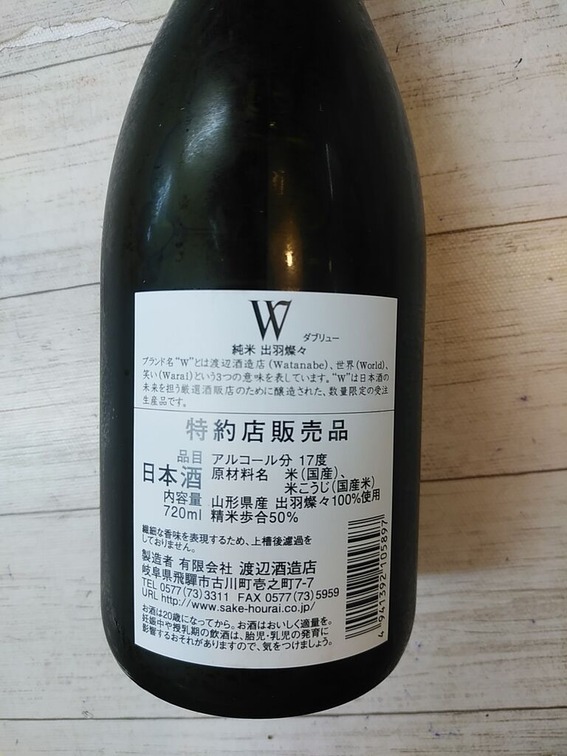 W
ダブリュー
純米 出羽燦々
ブランド名“W”とは渡辺酒造店(Watanabe)、世界(World)、
笑い(Warai)という3つの意味を表しています。“W”は日本酒の
未来を担う厳選酒販店のために醸造された、数量限定の受注
生産品です。
特約店販売品
品目 アルコール分 17度
日本酒 原材料名 米(国産)、
米こうじ(国産米)
内容量 山形県産 出羽燦々100%使用
720ml 精米歩合50%
繊細な香味を表現するため、上槽後濾過を
しておりません。
製造者 有限会社 渡辺酒造店
岐阜県飛騨市古川町壱之町7-7
TEL 0577(73)3311 FAX 0577(73)5959
URL http://www.sake-hourai.co.jp/
お酒は20歳になってから。お酒はおいしく適量を。
妊娠中や授乳期の飲酒は、胎児・乳児の発育に
影響するおそれがありますので、気をつけましょう。
4 941392 105897